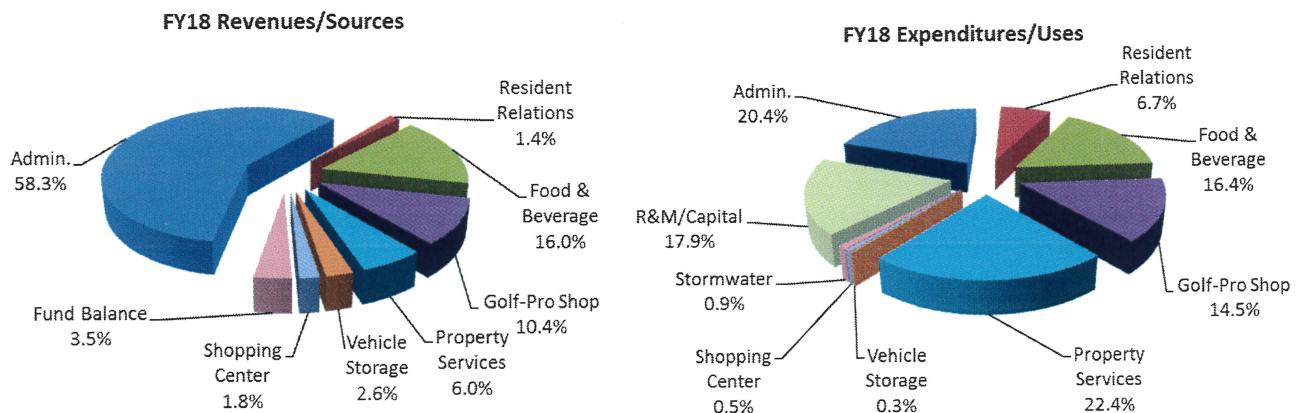 FY18 Revenues/Sources
Resident
Relations
1.4%
Admin.
58.3%
Food &
Beverage
16.0%
Golf-Pro Shop
10.4%
Fund Balance
3.5%
Shopping
Center
1.8%
Vehicle
Storage
2.6%
Property
Services
6.0%
FY18 Expenditures/Uses
Resident
Relations
6.7%
Admin.
20.4%
Food &
Beverage
16.4%
R&M/Capital
17.9%
Stormwater
0.9%
Golf-Pro Shop
14.5%
Shopping
Center
0.5%
Vehicle
Storage
0.3%
Property
Services
22.4%